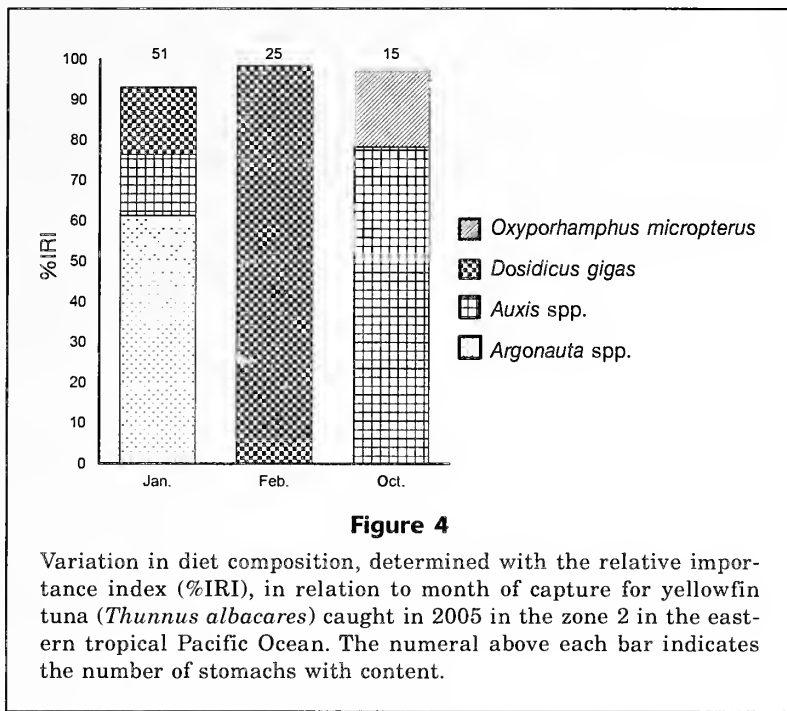 51 25 15
100
90
80
70
60
50
40
30
20
10
0
%IRI
Jan. Feb. Oct.
Oxyporhamphus micropterus
Dosidicus gigas
Auxis spp.
Argonauta spp.
Figure 4
Variation in diet composition, determined with the relative impor-
tance index (%IRI), in relation to month of capture for yellowfin
tuna (Thunnus albacares) caught in 2005 in the zone 2 in the east-
ern tropical Pacific Ocean. The numeral above each bar indicates
the number of stomachs with content.